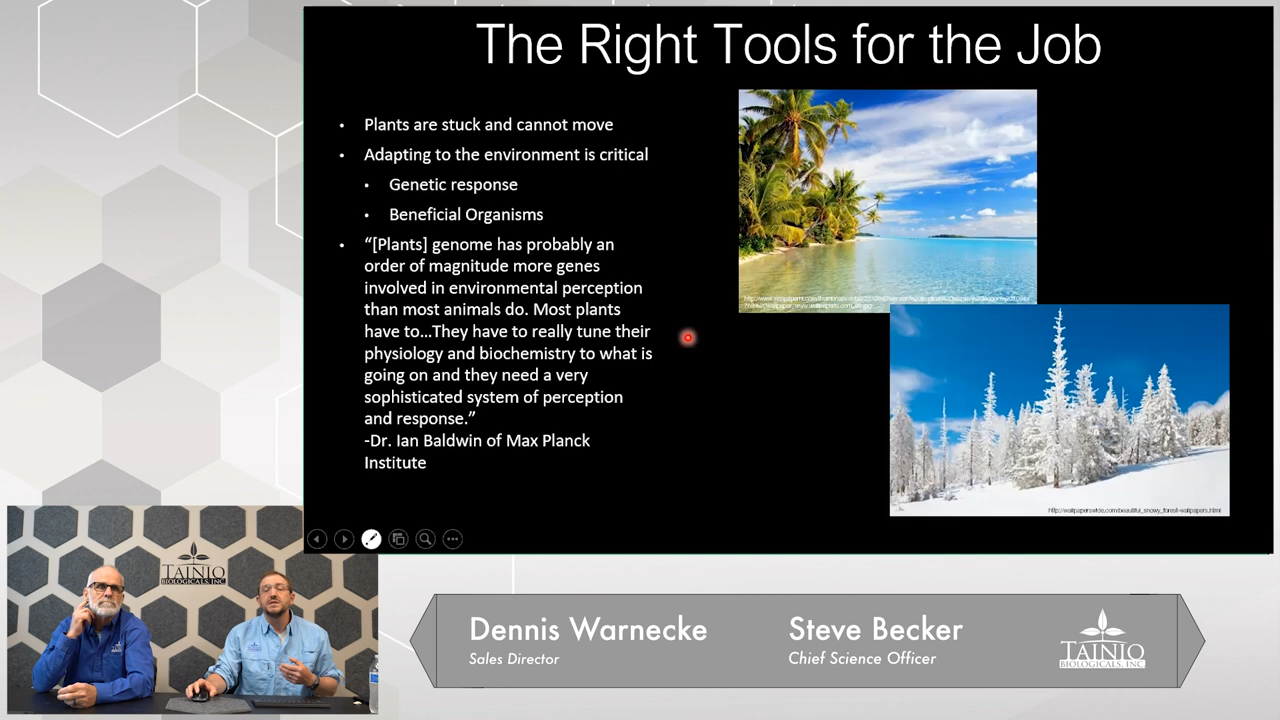 The Right Tools for the Job
• Plants are stuck and cannot move
• Adapting to the environment is critical
• Genetic response
• Beneficial Organisms
• “[Plants] genome has probably an
order of magnitude more genes
involved in environmental perception
than most animals do. Most plants
have to...They have to really tune their
physiology and biochemistry to what is
going on and they need a very
sophisticated system of perception
and response.”
-Dr. Ian Baldwin of Max Planck
Institute
TAINIO
BIOLOGICALS, INC
Dennis Warnecke
Sales Director
Steve Becker
Chief Science Officer
TAINIO
BIOLOGICALS, INC